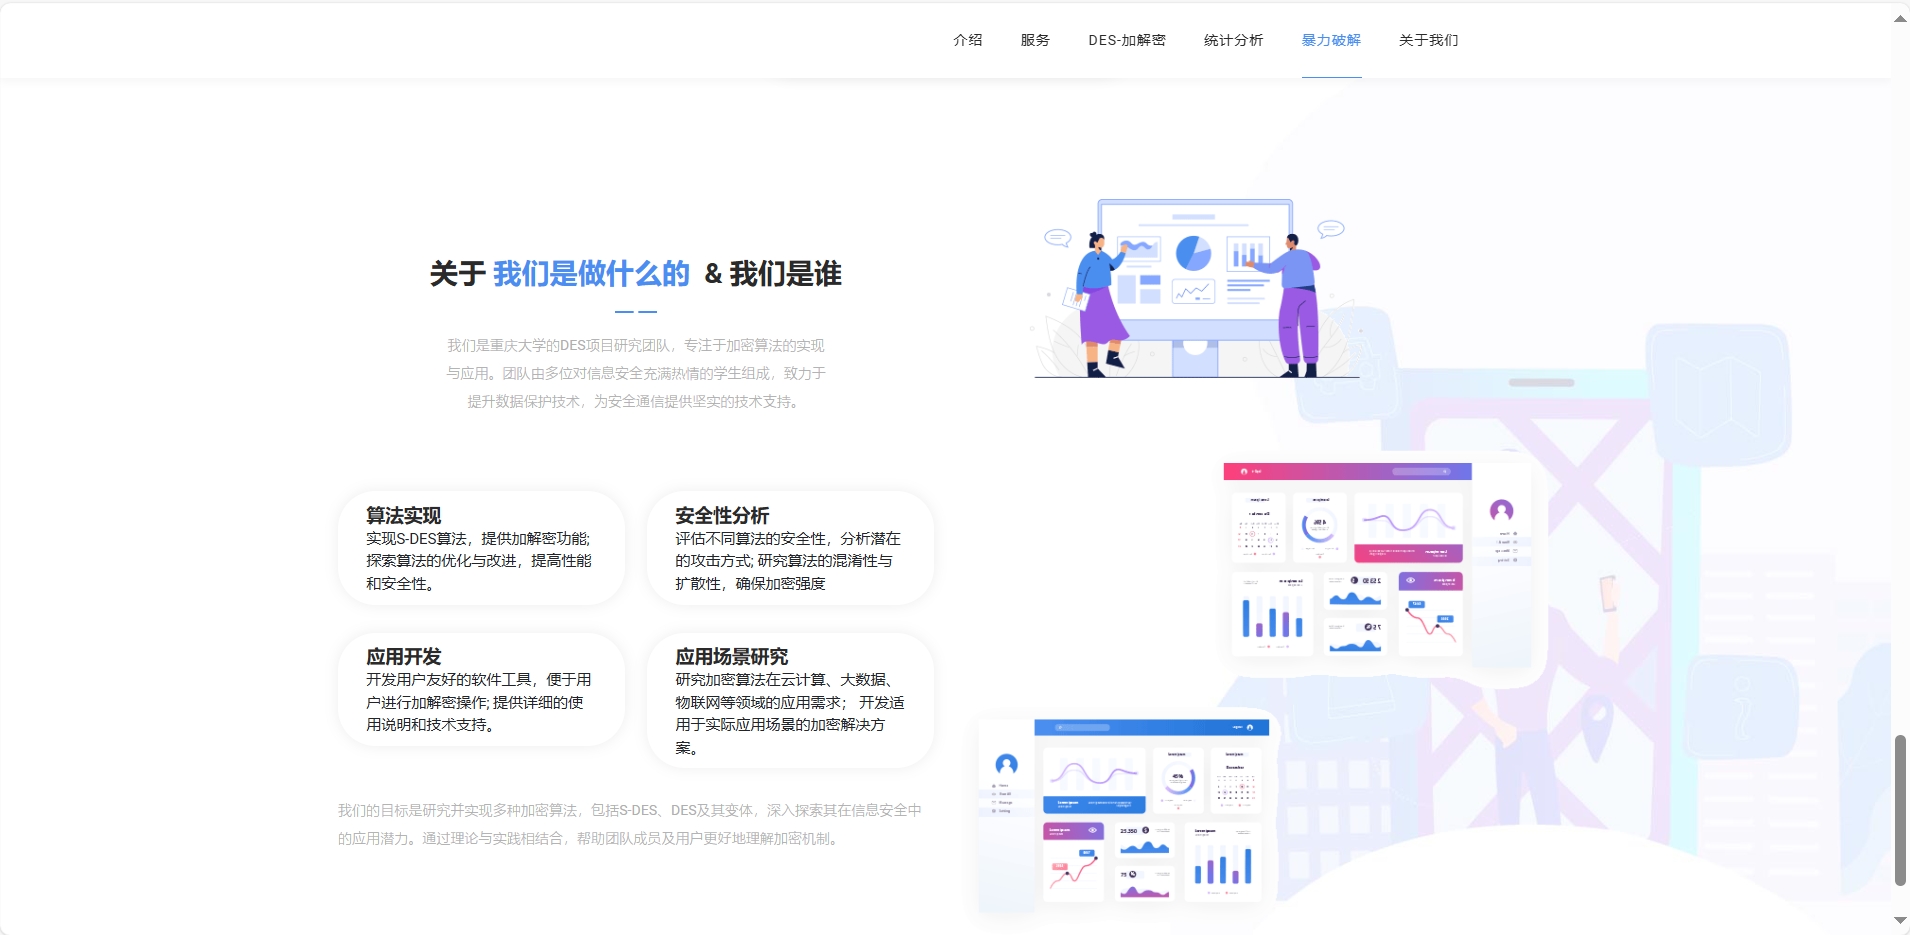 介绍 服务 DES-加解密 统计分析 暴力破解 关于我们
关于 我们是做什么的 & 我们是谁
我们是重庆大学的DES项目研究团队，专注于加密算法的实现
与应用。团队由多位对信息安全充满热情的学生组成，致力于
提升数据保护技术，为安全通信提供坚实的技术支持。
算法实现
实现S-DES算法，提供加解密功能;
探索算法的优化与改进，提高性能
和安全性。
安全性分析
评估不同算法的安全性，分析潜在
的攻击方式; 研究算法的混淆性与
扩散性，确保加密强度
应用开发
开发用户友好的软件工具，便于用
户进行加解密操作; 提供详细的使
用说明和技术支持。
应用场景研究
研究加密算法在云计算、大数据、
物联网等领域的应用需求； 开发适
用于实际应用场景的加密解决方
案。
我们的目标是研究并实现多种加密算法，包括S-DES、DES及其变体，深入探索其在信息安全中
的应用潜力。通过理论与实践相结合，帮助团队成员及用户更好地理解加密机制。
45%
25.350
75